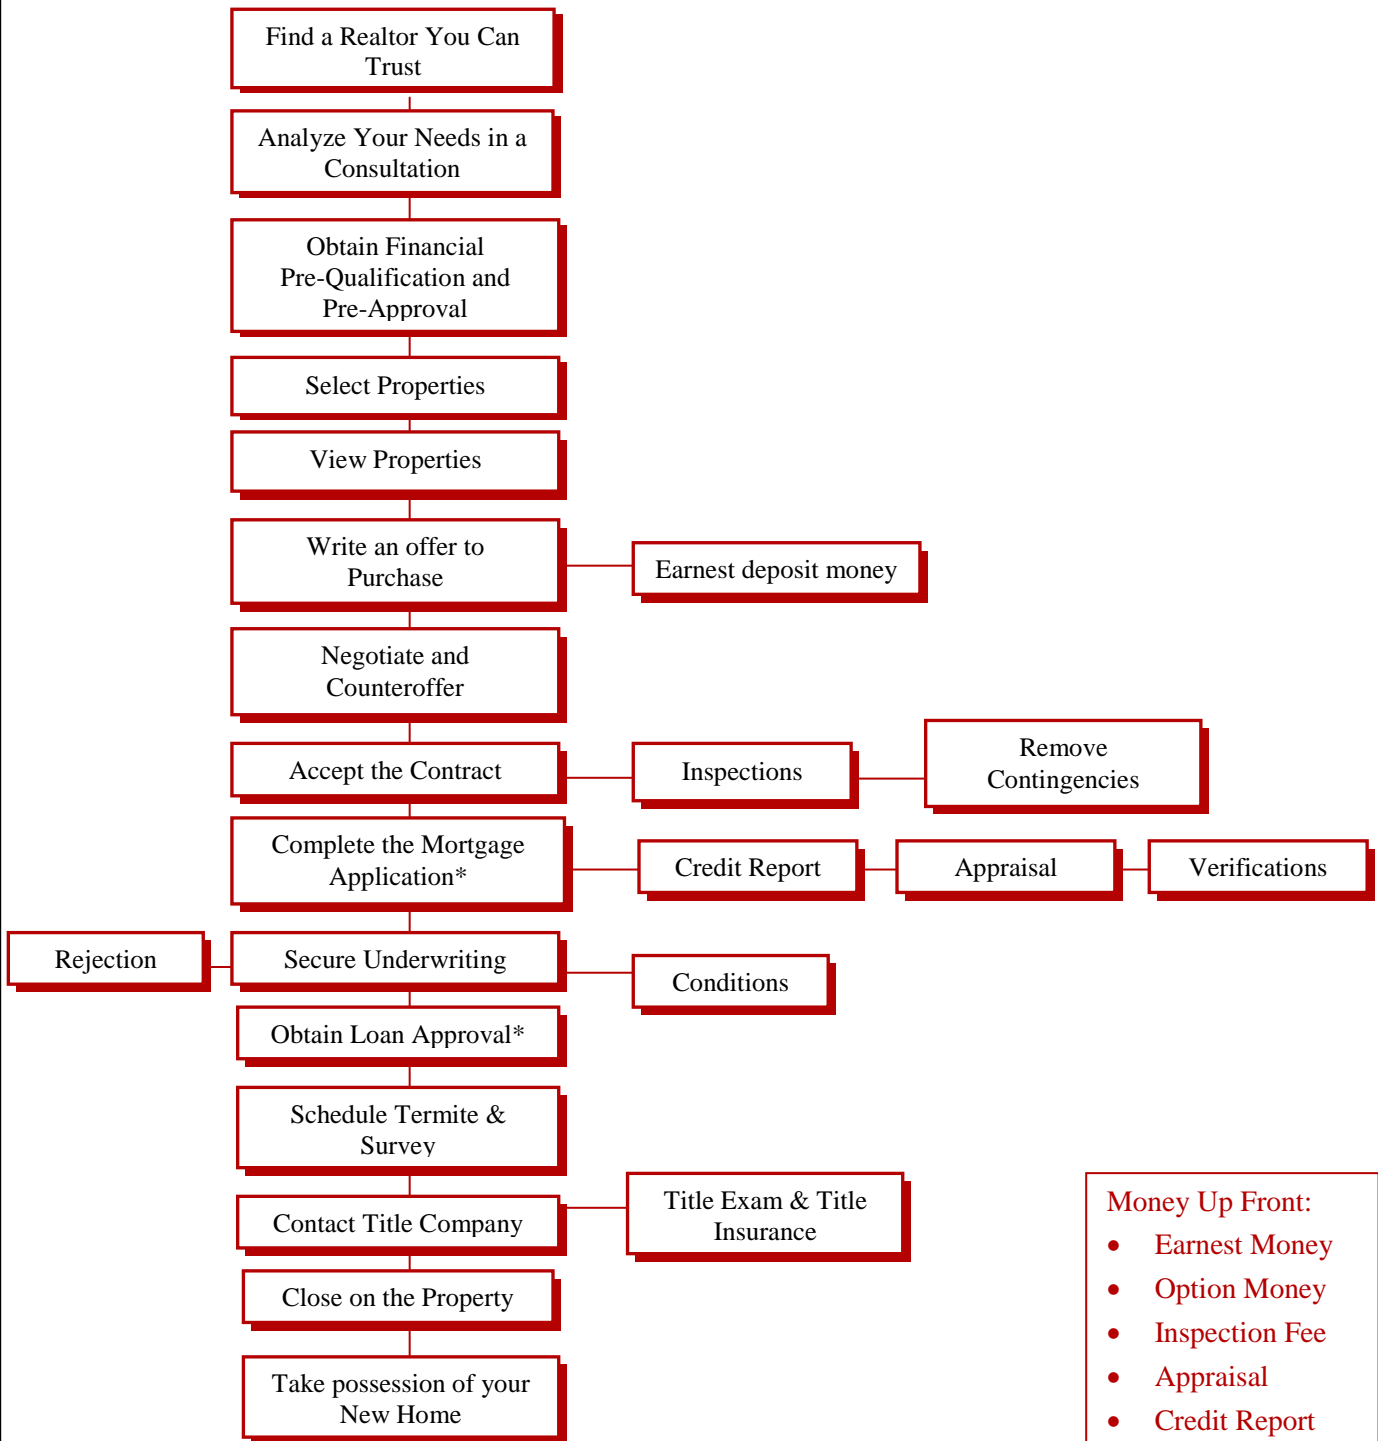 Find a Realtor You Can
Trust
Analyze Your Needs in a
Consultation
Obtain Financial
Pre-Qualification and
Pre-Approval
Select Properties
View Properties
Write an offer to
Purchase
Earnest deposit money
Negotiate and
Counteroffer
Accept the Contract
Inspections
Remove
Contingencies
Complete the Mortgage
Application*
Credit Report
Appraisal
Verifications
Rejection
Secure Underwriting
Conditions
Obtain Loan Approval*
Schedule Termite &
Survey
Contact Title Company
Title Exam & Title
Insurance
Close on the Property
Take possession of your
New Home
Money Up Front:
• Earnest Money
• Option Money
• Inspection Fee
• Appraisal
• Credit Report